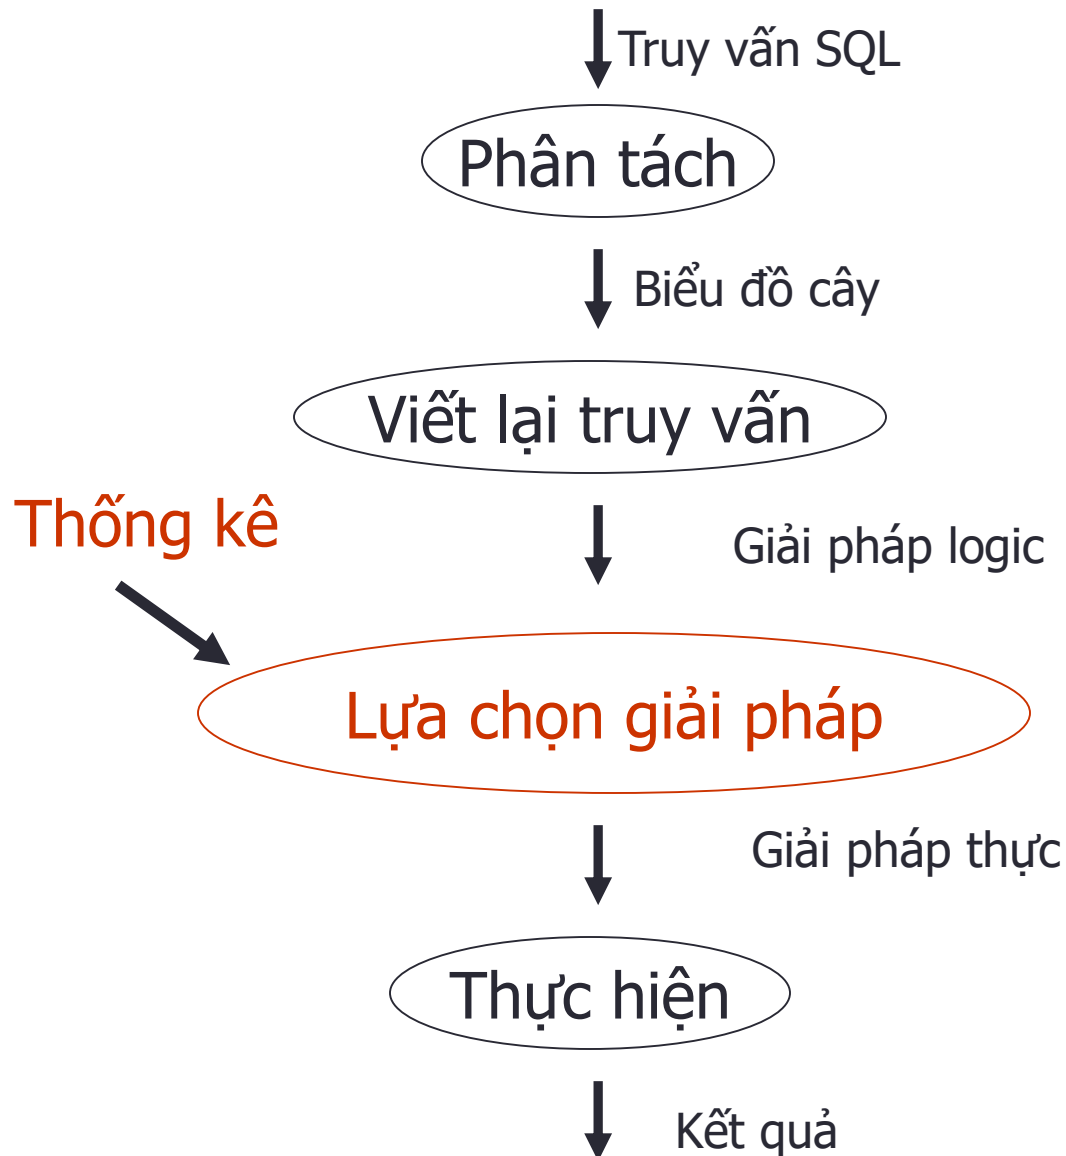 Truy vấn SQL
Phân tách
Biểu đồ cây
Viết lại truy vấn
Thống kê
Giải pháp logic
Lựa chọn giải pháp
Giải pháp thực
Thực hiện
Kết quả